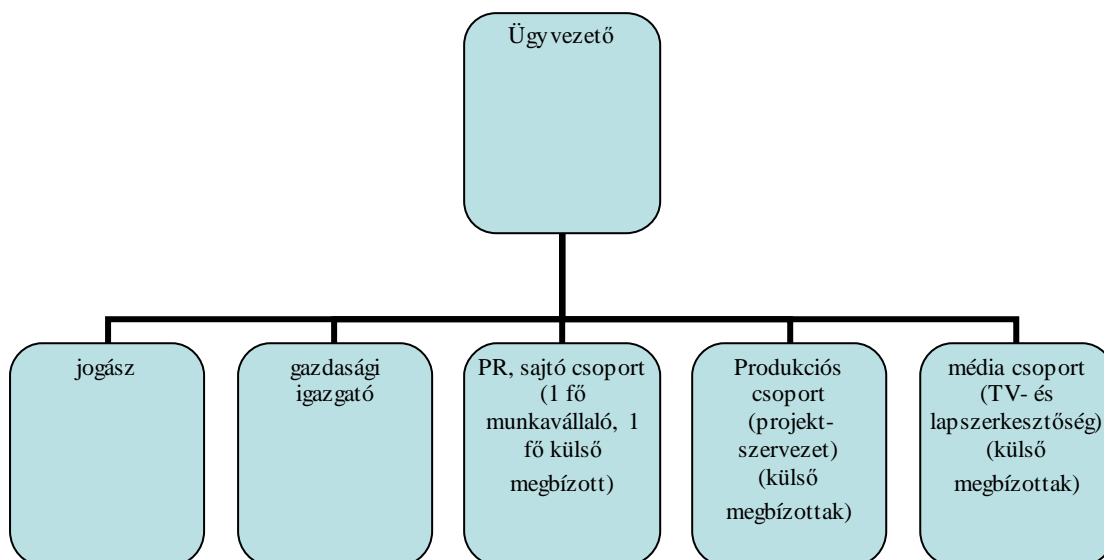 Ügyvezető
jogász
gazdasági
igazgató
PR, sajtó csoport
(1 fő
munkavállaló, 1
fő külső
megbízott)
Produkciós
csoport
(projekt-
szervezet)
(külső
megbízottak)
média csoport
(TV- és
lapszerkesztőség)
(külső
megbízottak)